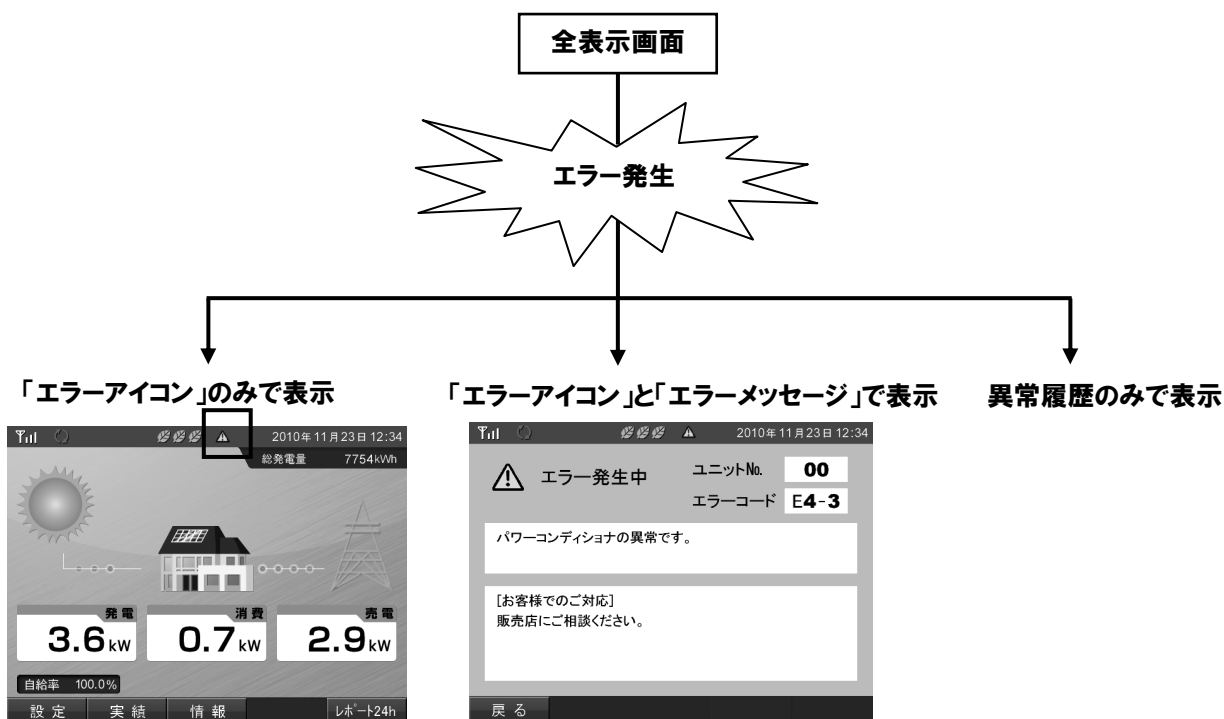 全表示画面
エラー発生
「エラーアイコン」のみで表示
「エラーアイコン」と「エラーメッセージ」で表示
異常履歴のみで表示
2010年11月23日 12:34
総発電量 7754kWh
発電
消費
売電
3.6kW
0.7kW
2.9kW
自給率 100.0%
設定
実績
情報
レポート24h
2010年11月23日 12:34
エラー発生中
ユニットNo. 00
エラーコード E4-3
パワーコンディショナの異常です。
[お客様でのご対応]
販売店にご相談ください。
戻る